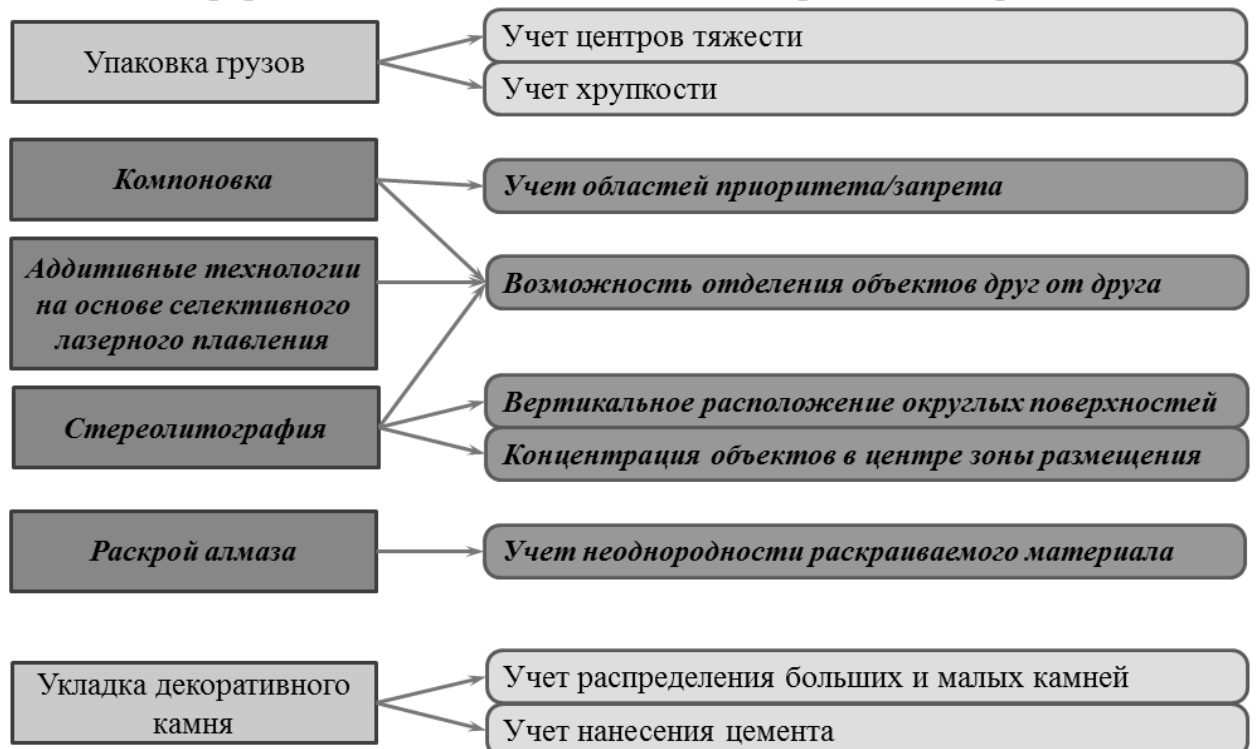 Упаковка грузов
Учет центров тяжести
Учет хрупкости
Компоновка
Учет областей приоритета/запрета
Аддитивные технологии
на основе селективного
лазерного плавления
Возможность отделения объектов друг от друга
Стереолитография
Вертикальное расположение округлых поверхностей
Концентрация объектов в центре зоны размещения
Раскрой алмаза
Учет неоднородности раскраиваемого материала
Укладка декоративного
камня
Учет распределения больших и малых камней
Учет нанесения цемента